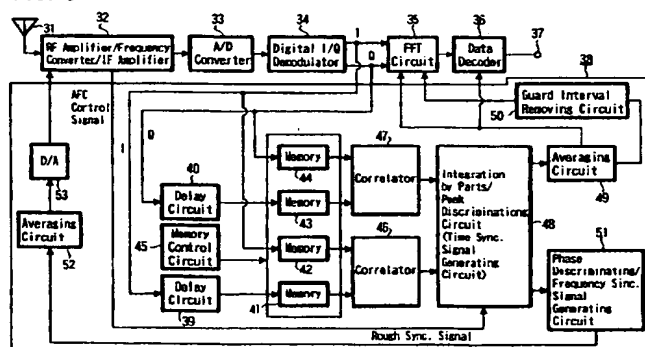 31
32
33
34
35
36
37
RF Amplifier/Frequency
Converter/IF Amplifier
A/D
Converter
Digital I/Q
Demodulator
I
Q
FFT
Circuit
Data
Decoder
38
AFC
Control
Signal
Guard Interval
Removing Circuit
50
I
Q
D/A
53
40
Delay
Circuit
Memory
44
47
Correlator
Averaging
Circuit
49
Memory
43
45
Memory
Control
Circuit
Memory
42
46
Correlator
Integration
by Parts/
Peak
Discriminations
Circuit
(Time Sync.
Signal
Generating
Circuit)
48
Averaging
Circuit
52
Delay
Circuit
39
41
Memory
51
Phase
Discriminating/
Frequency Sinc.
Signal
Generating
Circuit
Rough Sync. Signal